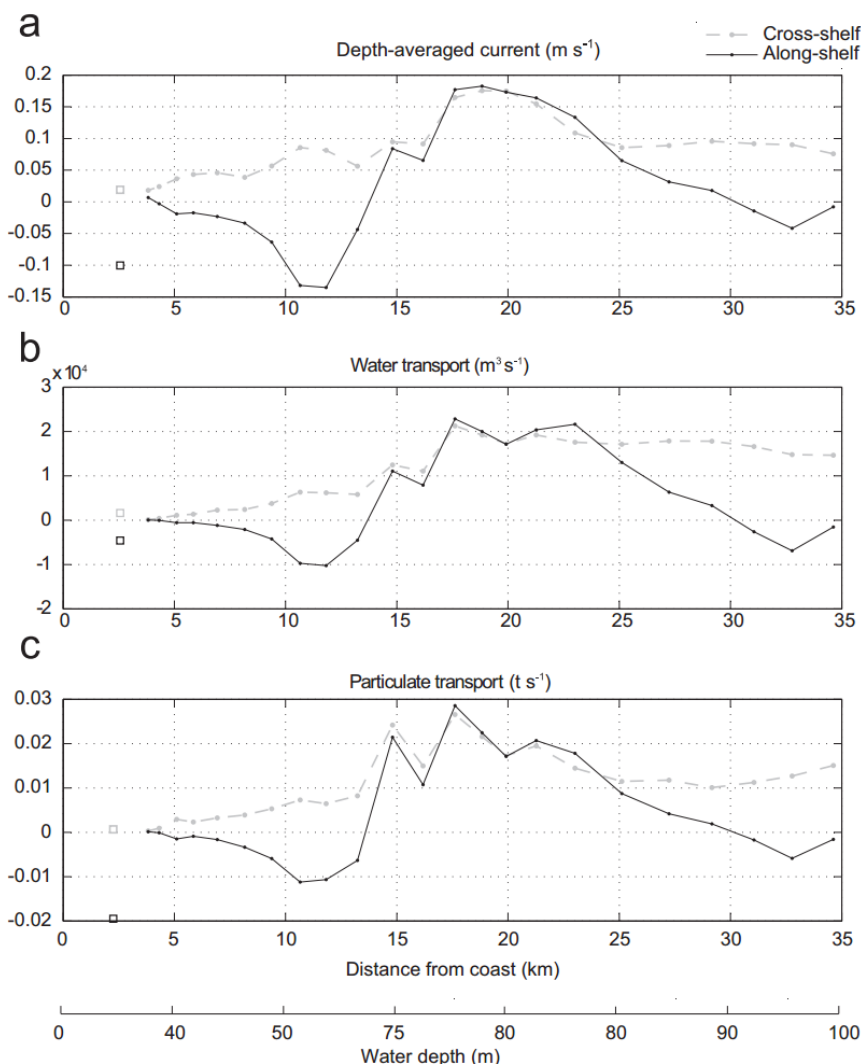 a
Cross-shelf
Along-shelf
Depth-averaged current (m s⁻¹)
0.2
0.15
0.1
0.05
0
-0.05
-0.1
-0.15
0 5 10 15 20 25 30 35
b
Water transport (m³ s⁻¹)
x10⁴
3
2
1
0
-1
-2
0 5 10 15 20 25 30 35
c
Particulate transport (t s⁻¹)
0.03
0.02
0.01
0
-0.01
-0.02
0 5 10 15 20 25 30 35
Distance from coast (km)
0 40 50 75 80 80 90 100
Water depth (m)